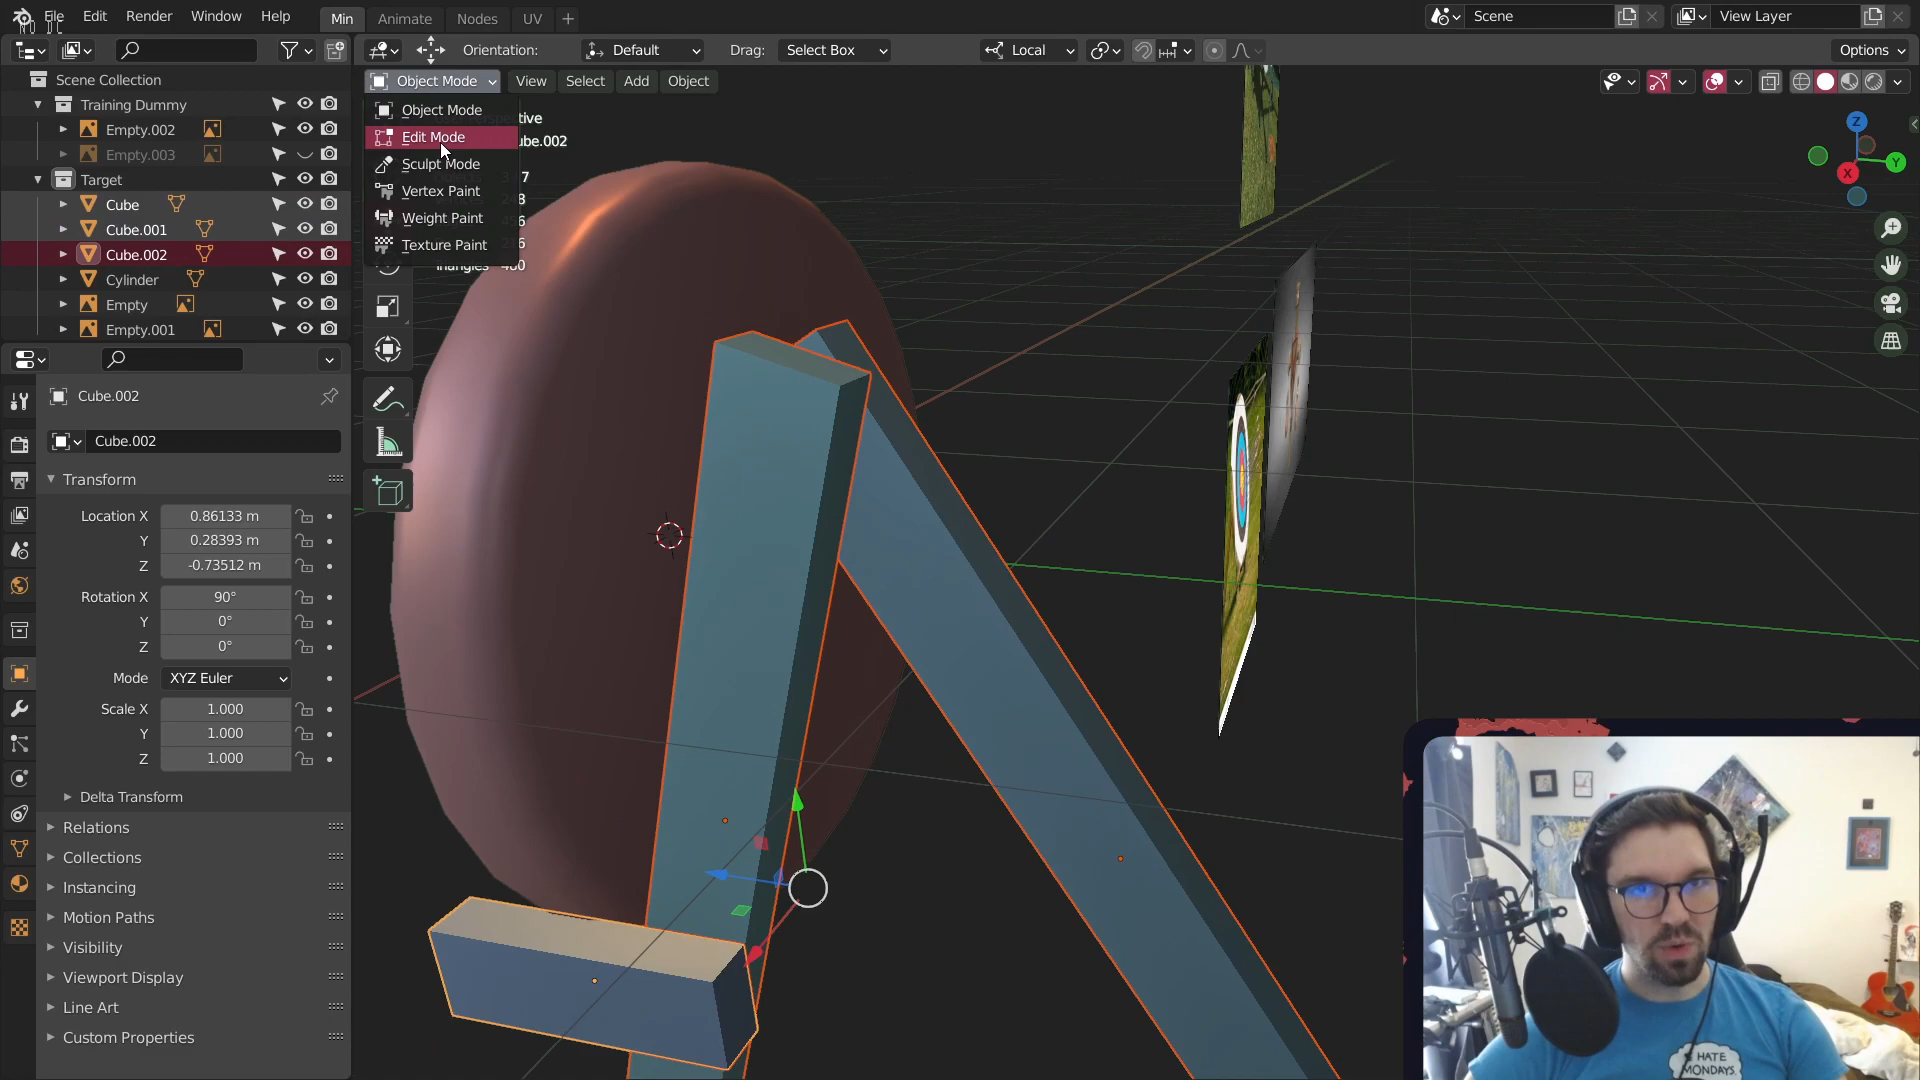 File Edit Render Window Help Min Animate Nodes UV + Scene View Layer
Orientation: Default Drag: Select Box Local Options
Object Mode View Select Add Object
Scene Collection
Training Dummy
Empty.002
Empty.003
Target
Cube
Cube.001
Cube.002
Cylinder
Empty
Empty.001
Object Mode
Edit Mode
Sculpt Mode
Vertex Paint
Weight Paint
Texture Paint
Z
Y
X
Cube.002
Cube.002
Transform
Location X 0.86133 m
Y 0.28393 m
Z -0.73512 m
Rotation X 90°
Y 0°
Z 0°
Mode XYZ Euler
Scale X 1.000
Y 1.000
Z 1.000
Delta Transform
Relations
Collections
Instancing
Motion Paths
Visibility
Viewport Display
Line Art
Custom Properties
I HATE
MONDAYS